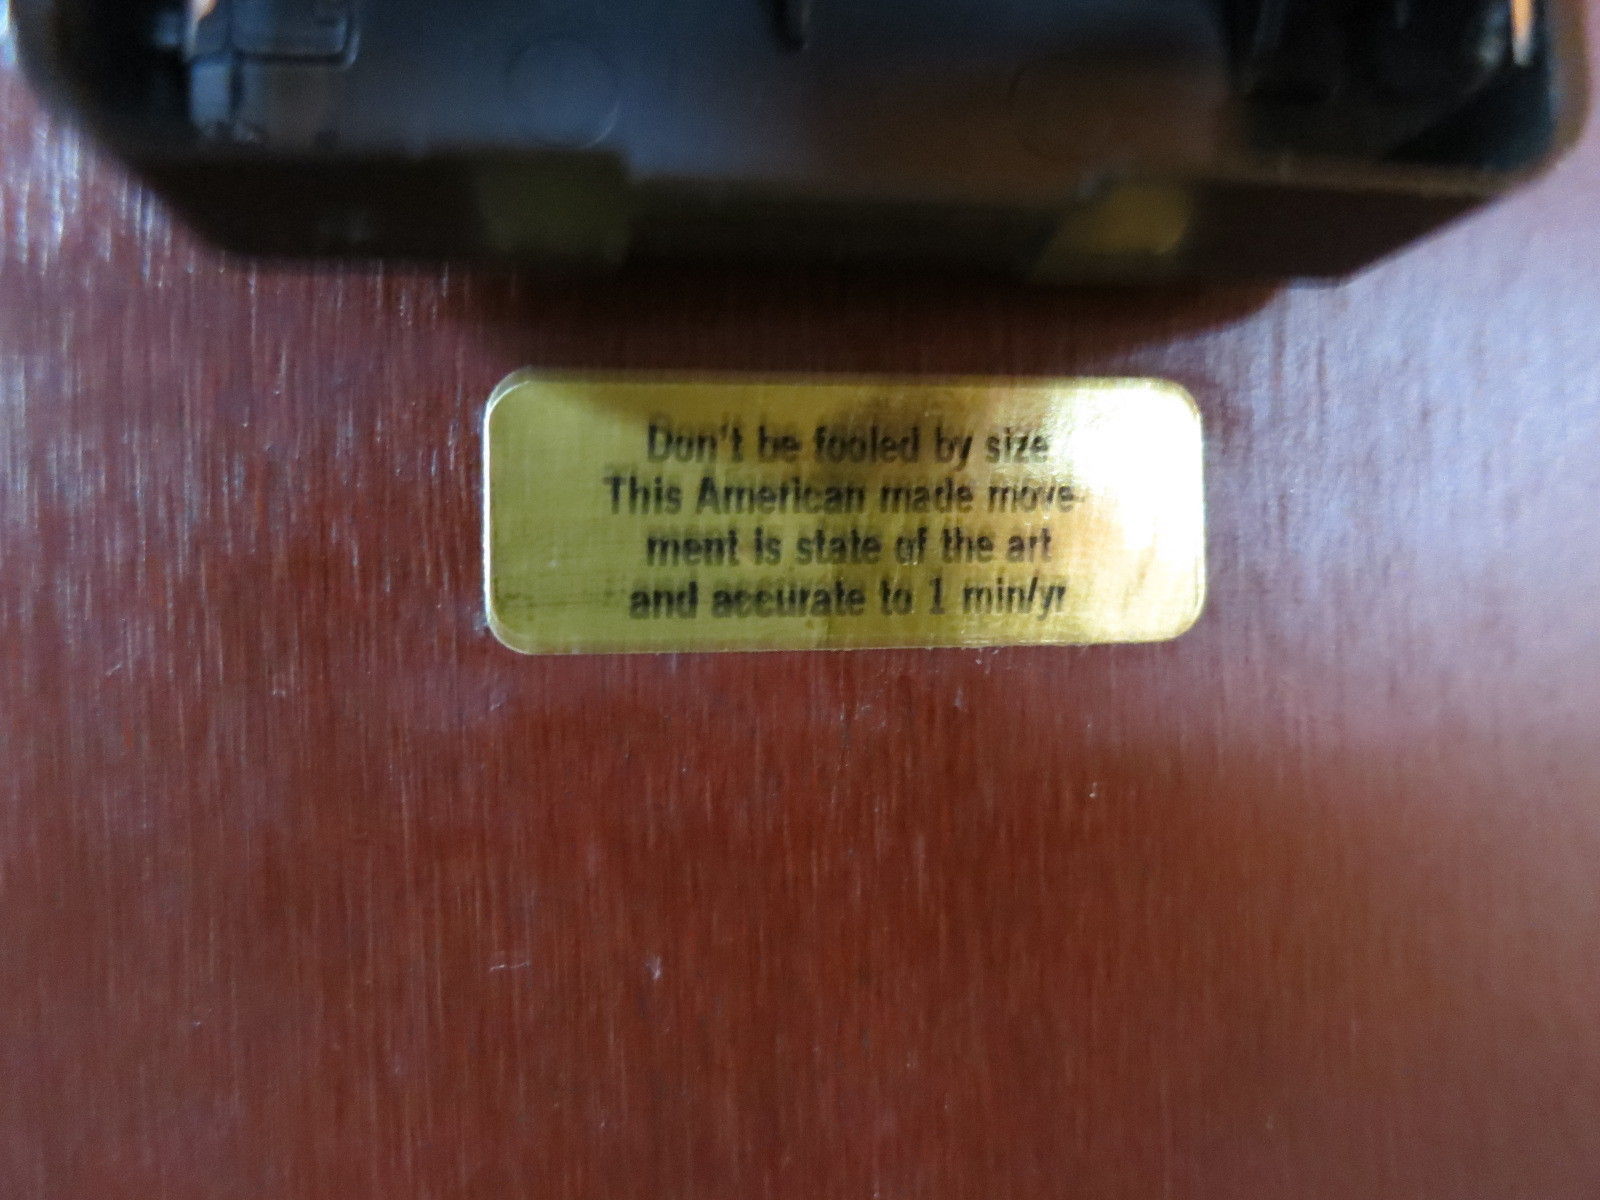 Don't be fooled by size
This American made move-
ment is state of the art
and accurate to 1 min/yr